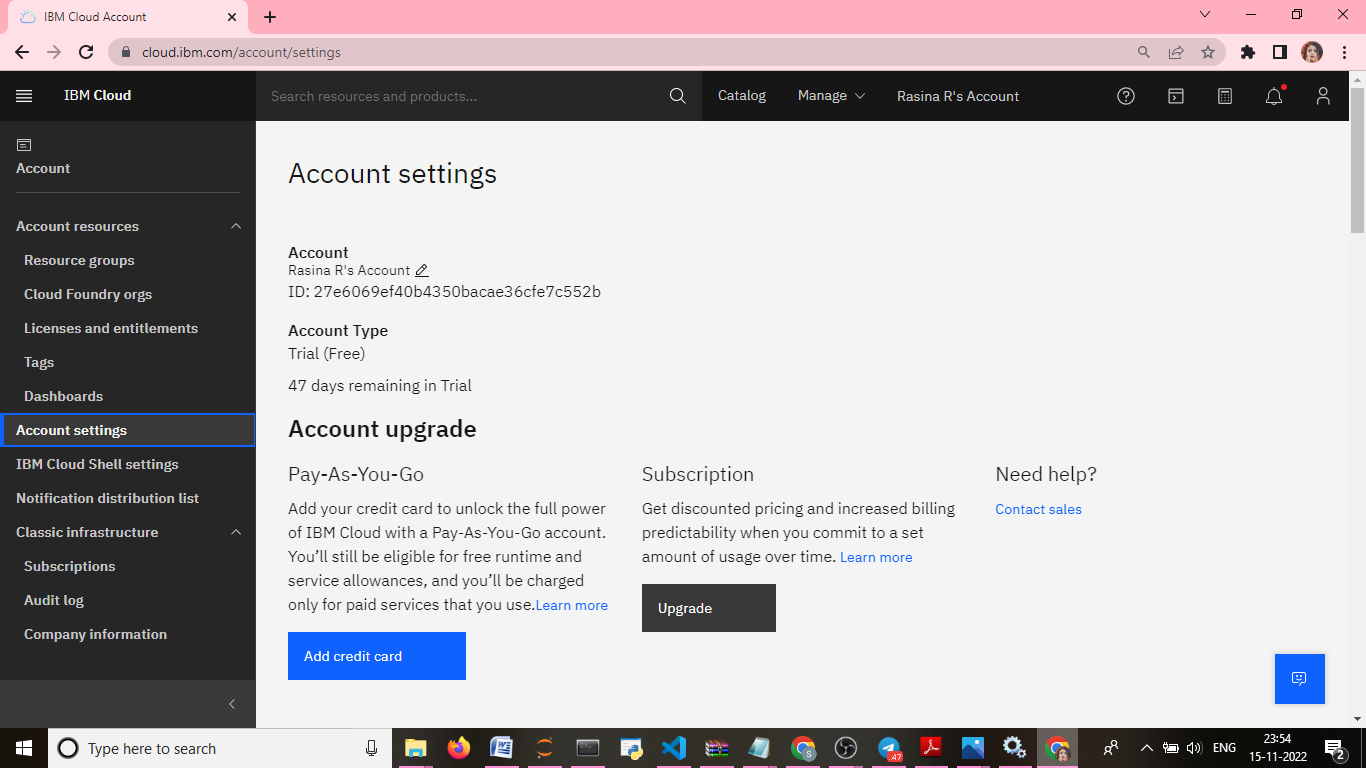 IBM Cloud Account
cloud.ibm.com/account/settings
IBM Cloud
Search resources and products...
Catalog
Manage
Rasina R's Account
Account
Account resources
Resource groups
Cloud Foundry orgs
Licenses and entitlements
Tags
Dashboards
Account settings
IBM Cloud Shell settings
Notification distribution list
Classic infrastructure
Subscriptions
Audit log
Company information
Account settings
Account
Rasina R's Account
ID: 27e6069ef40b4350bacae36cfe7c552b
Account Type
Trial (Free)
47 days remaining in Trial
Account upgrade
Pay-As-You-Go
Add your credit card to unlock the full power
of IBM Cloud with a Pay-As-You-Go account.
You’ll still be eligible for free runtime and
service allowances, and you’ll be charged
only for paid services that you use.Learn more
Add credit card
Subscription
Get discounted pricing and increased billing
predictability when you commit to a set
amount of usage over time. Learn more
Upgrade
Need help?
Contact sales
Type here to search
W
S
.47
ENG
23:54
15-11-2022
2